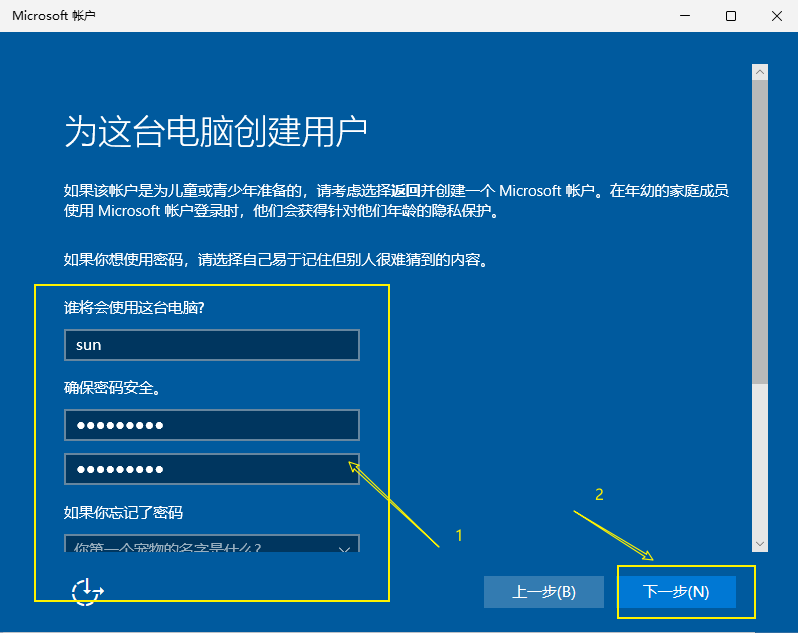 Microsoft 帐户
为这台电脑创建用户
如果该帐户是为儿童或青少年准备的，请考虑选择返回并创建一个 Microsoft 帐户。在年幼的家庭成员
使用 Microsoft 帐户登录时，他们会获得针对他们年龄的隐私保护。
如果你想使用密码，请选择自己易于记住但别人很难猜到的内容。
谁将会使用这台电脑?
sun
确保密码安全。
●●●●●●●●●
●●●●●●●●●
如果你忘记了密码
你第一个宠物的名字是什么?
1
2
上一步(B)
下一步(N)